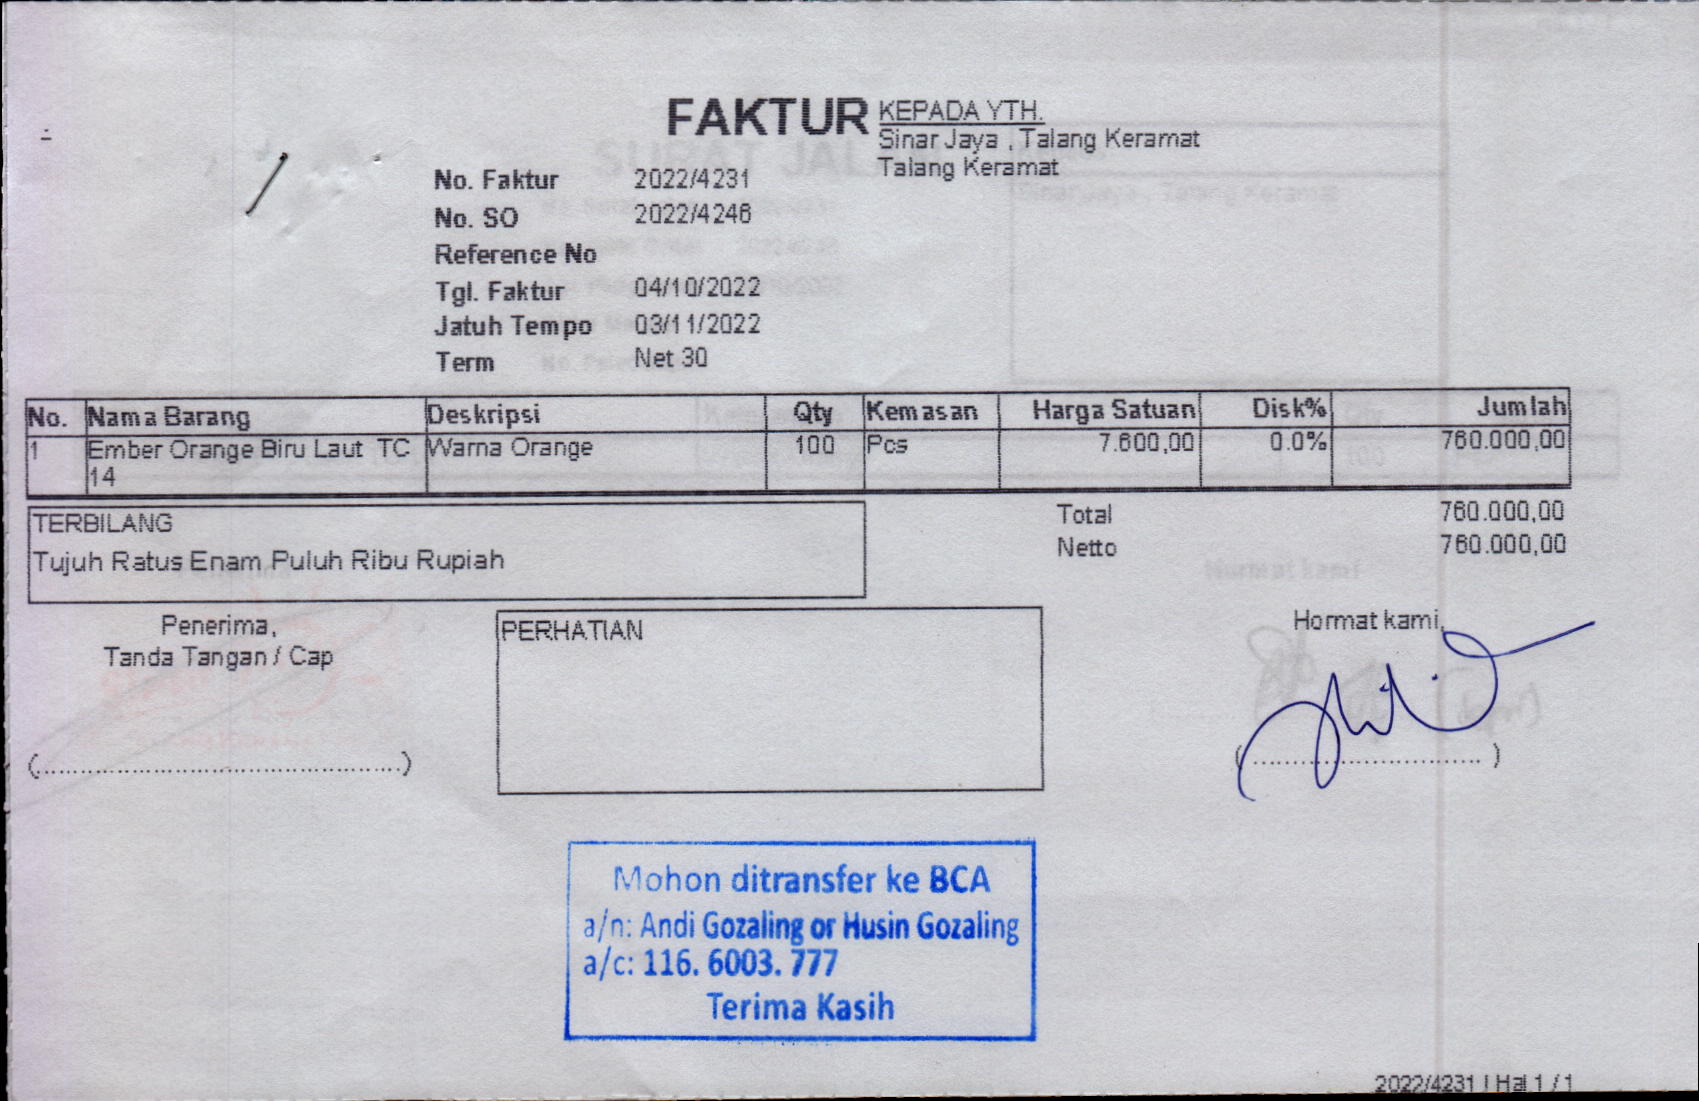 FAKTUR
KEPADA YTH.
Sinar Jaya , Talang Keramat
Talang Keramat
No. Faktur 2022/4231
No. SO 2022/4246
Reference No
Tgl. Faktur 04/10/2022
Jatuh Tempo 03/11/2022
Term Net 30
No. Nama Barang Deskripsi Qty Kemasan Harga Satuan Disk% Jumlah
1 Ember Orange Biru Laut TC Warna Orange 100 Pcs 7.600,00 0.0% 760.000,00
14
Total 760.000,00
TERBILANG
Netto 760.000,00
Tujuh Ratus Enam Puluh Ribu Rupiah
Penerima,
Tanda Tangan / Cap
PERHATIAN
Hormat kami,
Mohon ditransfer ke BCA
a/n: Andi Gozaling or Husin Gozaling
a/c: 116. 6003. 777
Terima Kasih
2022/4231 | Hal 1 / 1